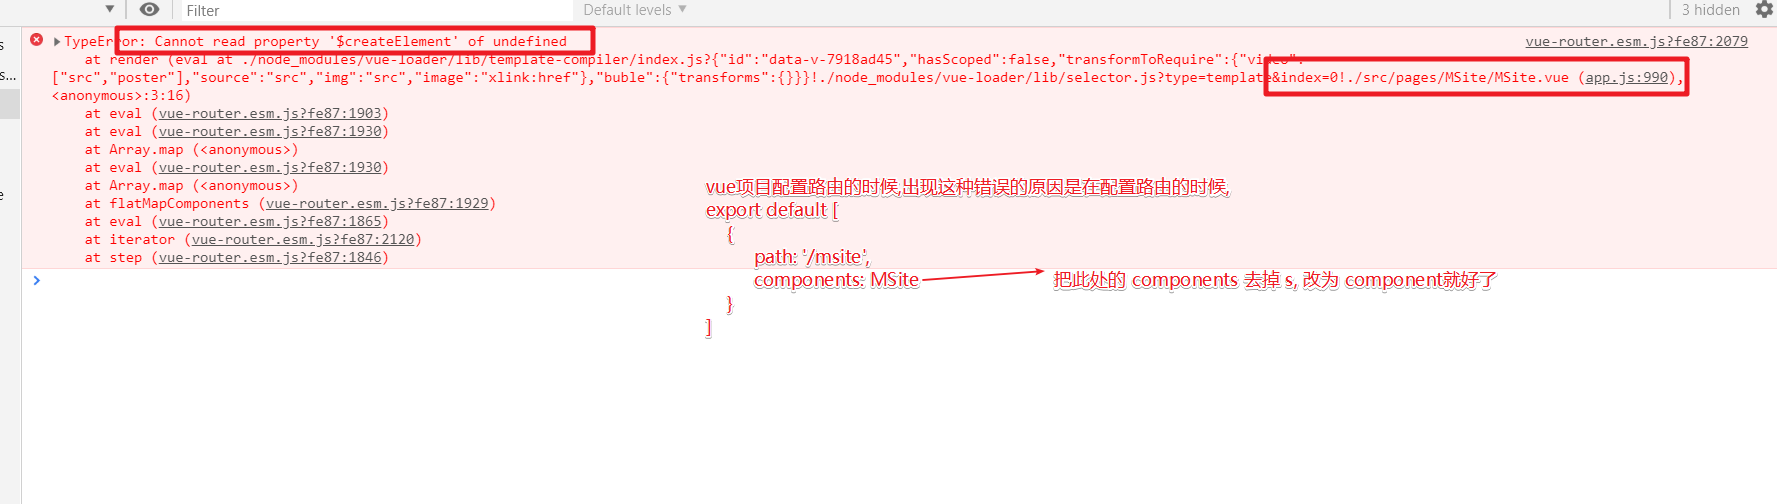 Filter
Default levels ▼
3 hidden
TypeError: Cannot read property '$createElement' of undefined
vue-router.esm.js?fe87:2079
at render (eval at ./node_modules/vue-loader/lib/template-compiler/index.js?{"id":"data-v-7918ad45","hasScoped":false,"transformToRequire":{"video":
["src","poster"],"source":"src","img":"src","image":"xlink:href"},"buble":{"transforms":{}}}!./node_modules/vue-loader/lib/selector.js?type=template&index=0!./src/pages/MSite/MSite.vue (app.js:990),
<anonymous>:3:16)
at eval (vue-router.esm.js?fe87:1903)
at eval (vue-router.esm.js?fe87:1930)
at Array.map (<anonymous>)
at eval (vue-router.esm.js?fe87:1930)
at Array.map (<anonymous>)
at flatMapComponents (vue-router.esm.js?fe87:1929)
at eval (vue-router.esm.js?fe87:1865)
at iterator (vue-router.esm.js?fe87:2120)
at step (vue-router.esm.js?fe87:1846)
vue项目配置路由的时候,出现这种错误的原因是在配置路由的时候,
export default [
{
path: '/msite',
components: MSite
把此处的 components 去掉 s, 改为 component就好了
}
]